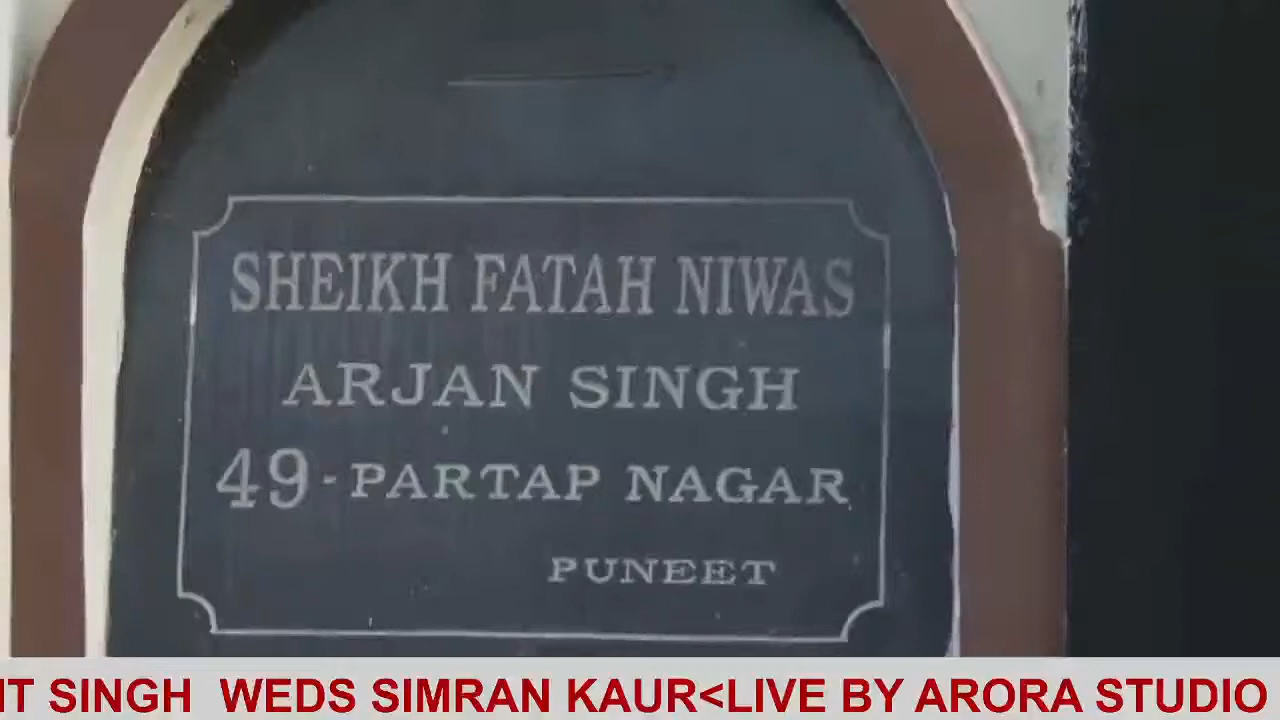 SHEIKH FATAH NIWAS
ARJAN SINGH
49-PARTAP NAGAR
PUNEET
SINGH WEDS SIMRAN KAUR<LIVE BY ARORA STUDIO